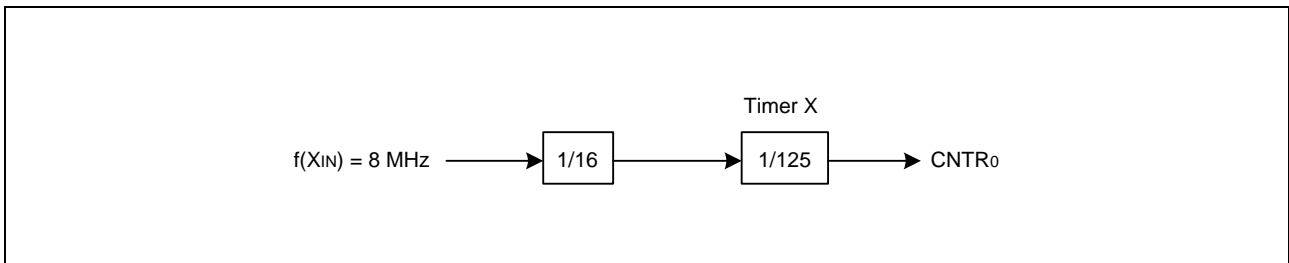 Timer X
f(XIN) = 8 MHz
1/16
1/125
CNTR0